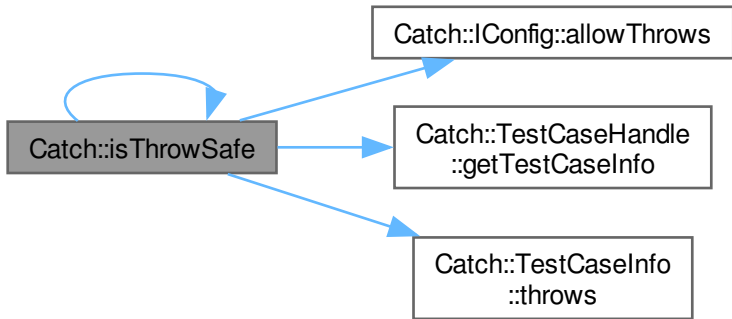 Catch::IConfig::allowThrows
Catch::isThrowSafe
Catch::TestCaseHandle
::getTestCaseInfo
Catch::TestCaseInfo
::throws